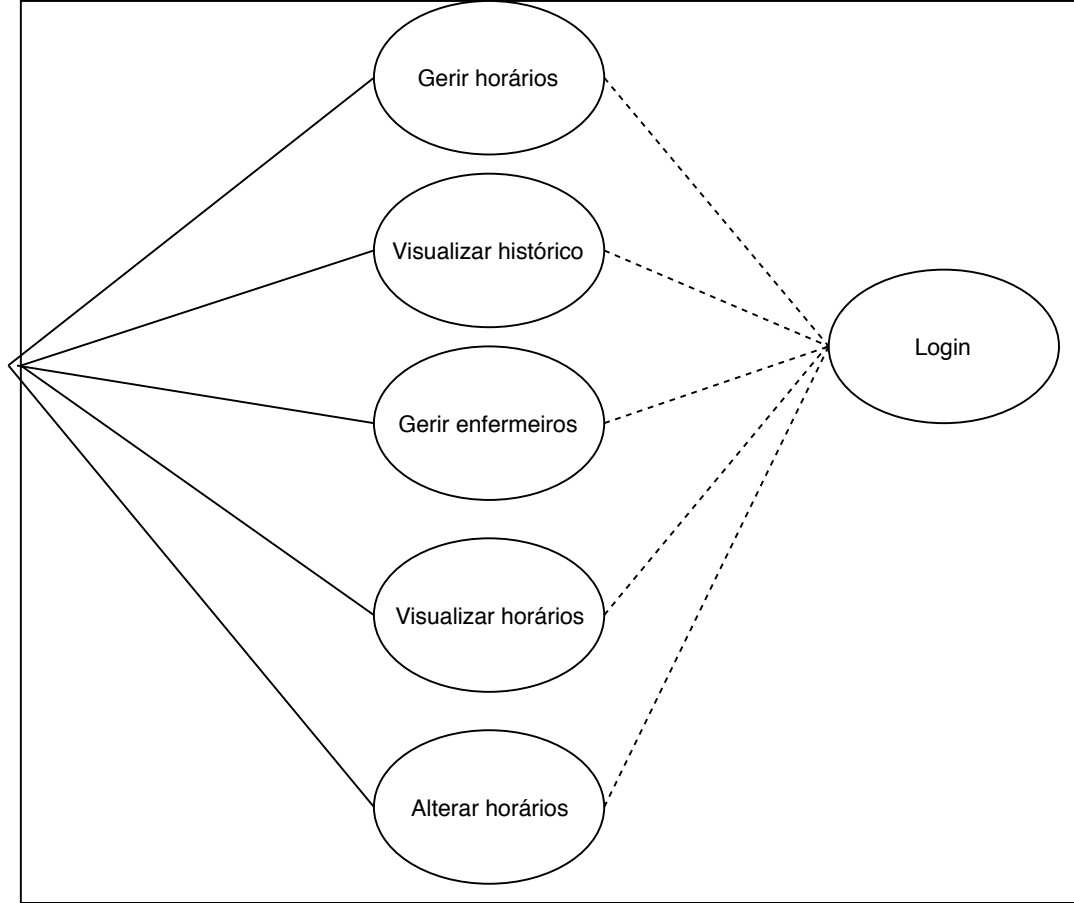 Gerir horários
Visualizar histórico
Login
Gerir enfermeiros
Visualizar horários
Alterar horários